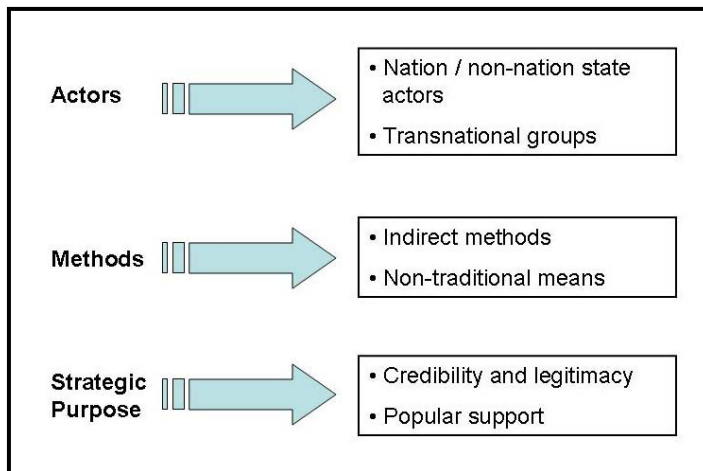 Actors
• Nation / non-nation state
actors
• Transnational groups
Methods
• Indirect methods
• Non-traditional means
Strategic
Purpose
• Credibility and legitimacy
• Popular support